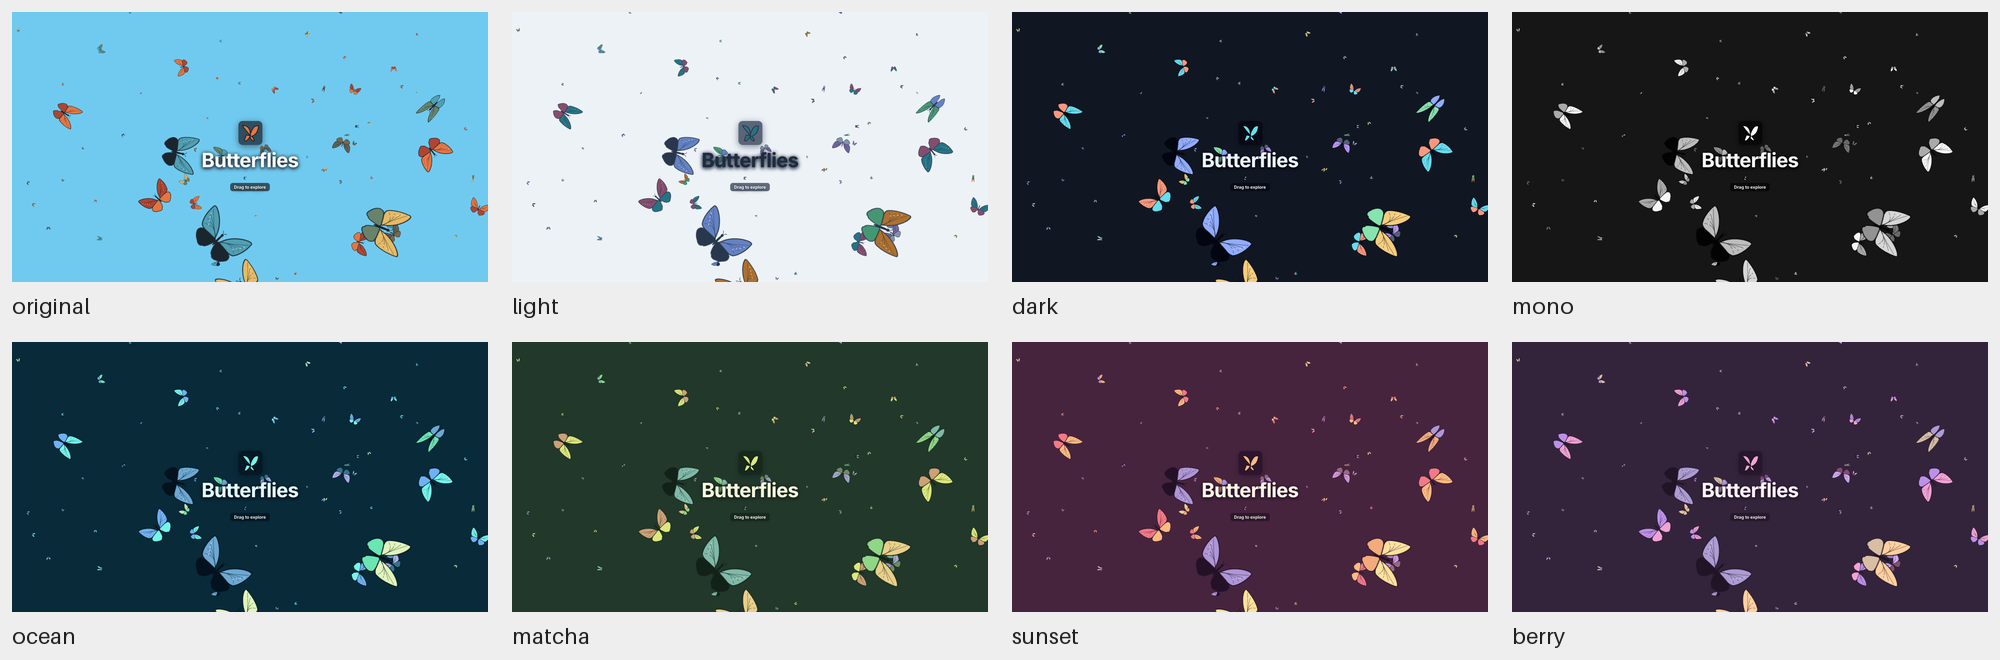 Butterflies
Drag to explore
original
Butterflies
Drag to explore
light
Butterflies
Drag to explore
dark
Butterflies
Drag to explore
mono
Butterflies
Drag to explore
ocean
Butterflies
Drag to explore
matcha
Butterflies
Drag to explore
sunset
Butterflies
Drag to explore
berry